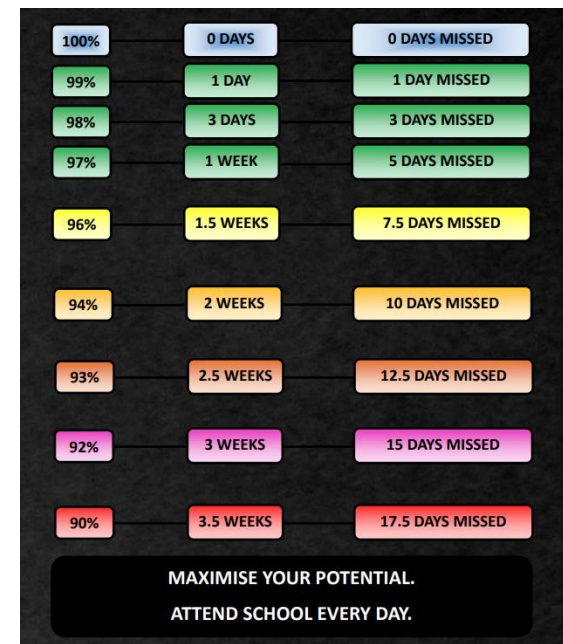 100% 0 DAYS 0 DAYS MISSED
99% 1 DAY 1 DAY MISSED
98% 3 DAYS 3 DAYS MISSED
97% 1 WEEK 5 DAYS MISSED
96% 1.5 WEEKS 7.5 DAYS MISSED
94% 2 WEEKS 10 DAYS MISSED
93% 2.5 WEEKS 12.5 DAYS MISSED
92% 3 WEEKS 15 DAYS MISSED
90% 3.5 WEEKS 17.5 DAYS MISSED
MAXIMISE YOUR POTENTIAL.
ATTEND SCHOOL EVERY DAY.